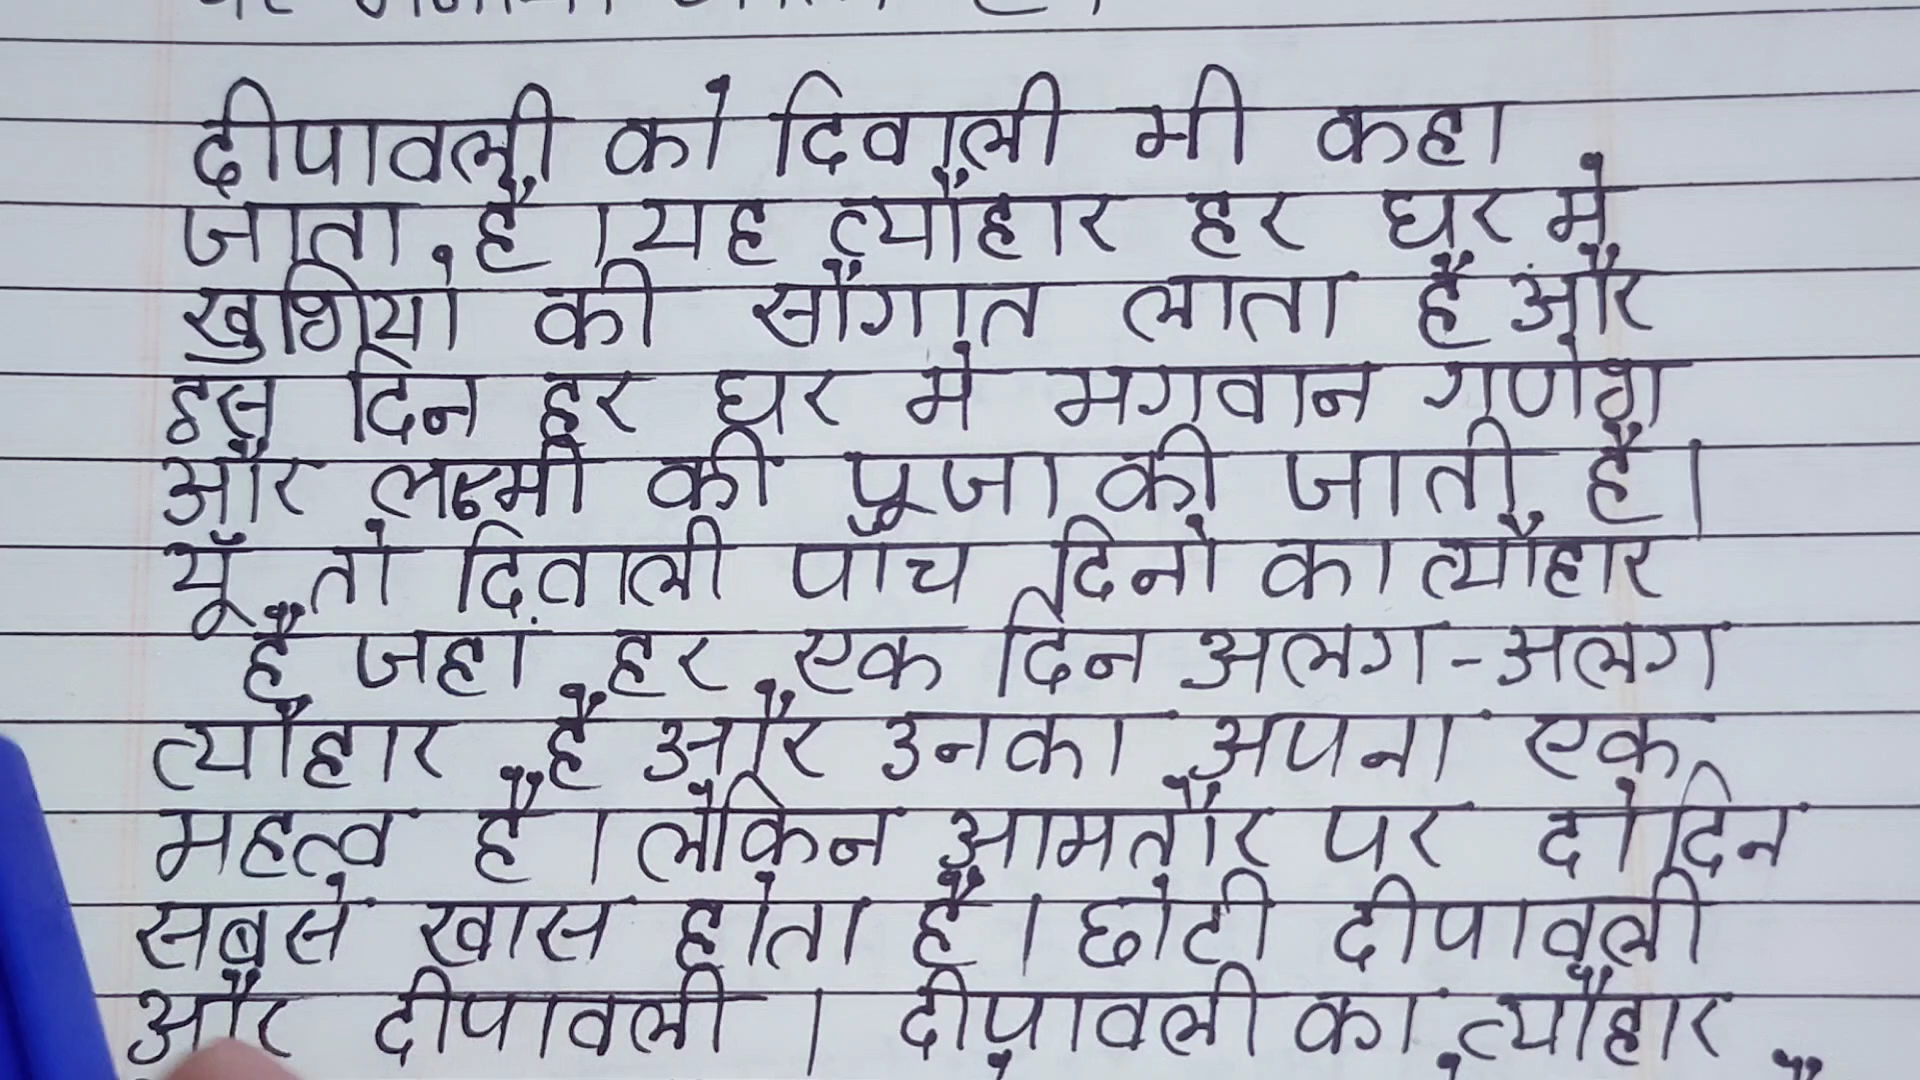 दीपावली को दिवाली भी कहा
जाता है । यह त्यौहार हर घर मे
खुशियो की सौगात लाता है और
इस दिन हर घर मे भगवान गणेश
और लक्ष्मी की पूजा की जाती है।
यूँ तो दिवाली पांच दिनो का त्यौहार
है जहां हर एक दिन अलग-अलग
त्यौहार है और उनका अपना एक
महत्व है । लेकिन आमतौर पर दो दिन
सबसे खास होता है । छोटी दीपावली
और दीपावली । दीपावली का त्यौहार